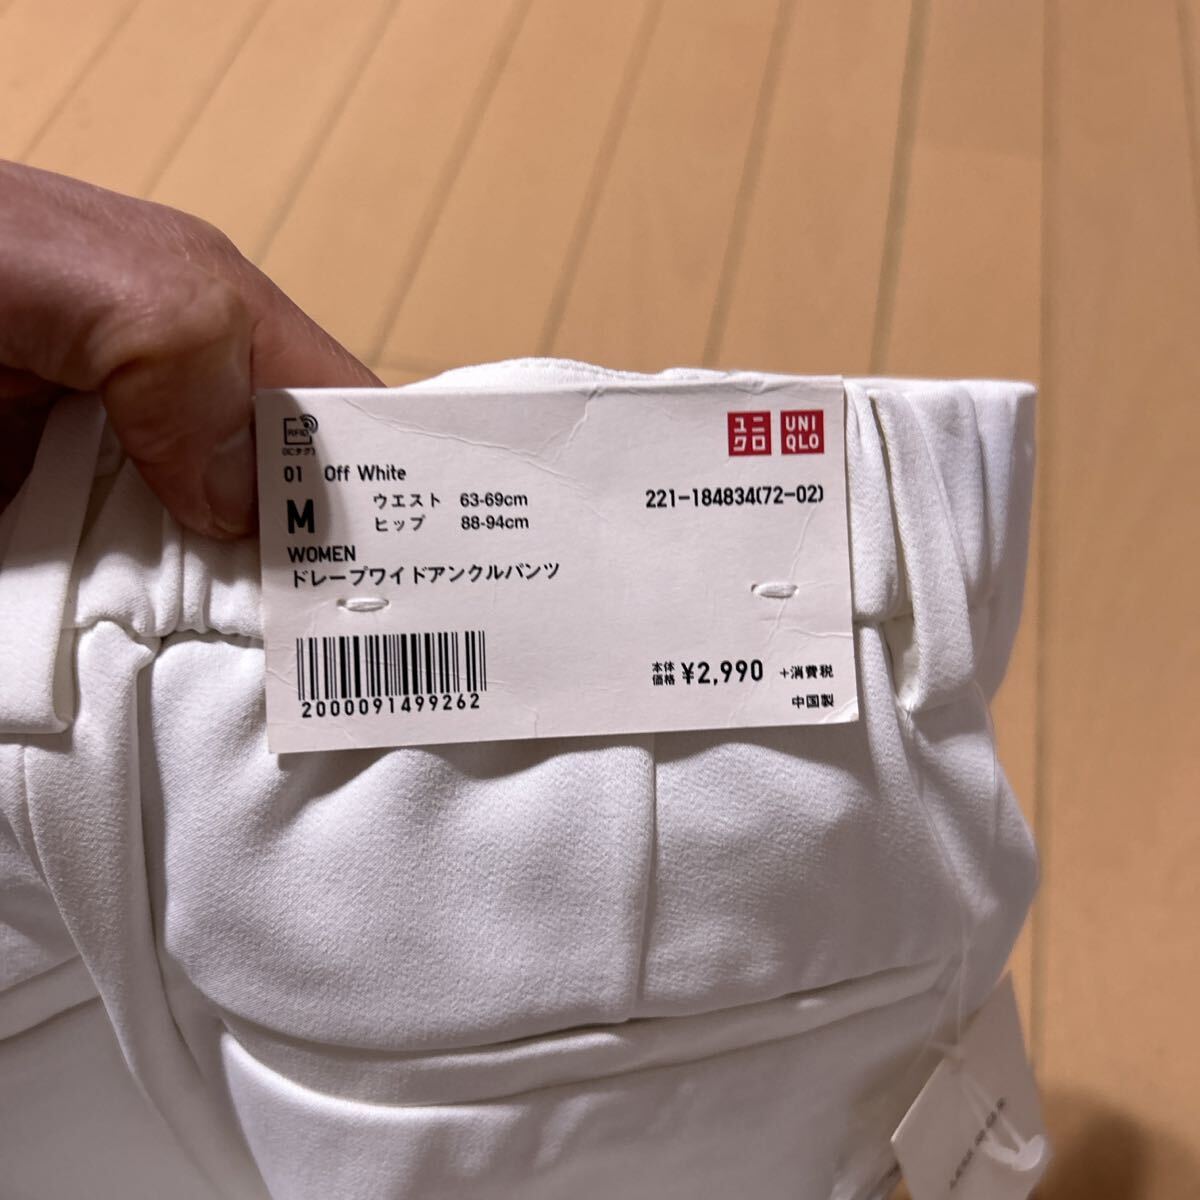 RFID
(ICタグ)
ユニ
クロ
UNI
QLO
01 Off White
M
ウエスト 63-69cm
ヒップ 88-94cm
221-184834(72-02)
WOMEN
ドレープワイドアンクルパンツ
2000091499262
本体
価格 ¥2,990 +消費税
中国製